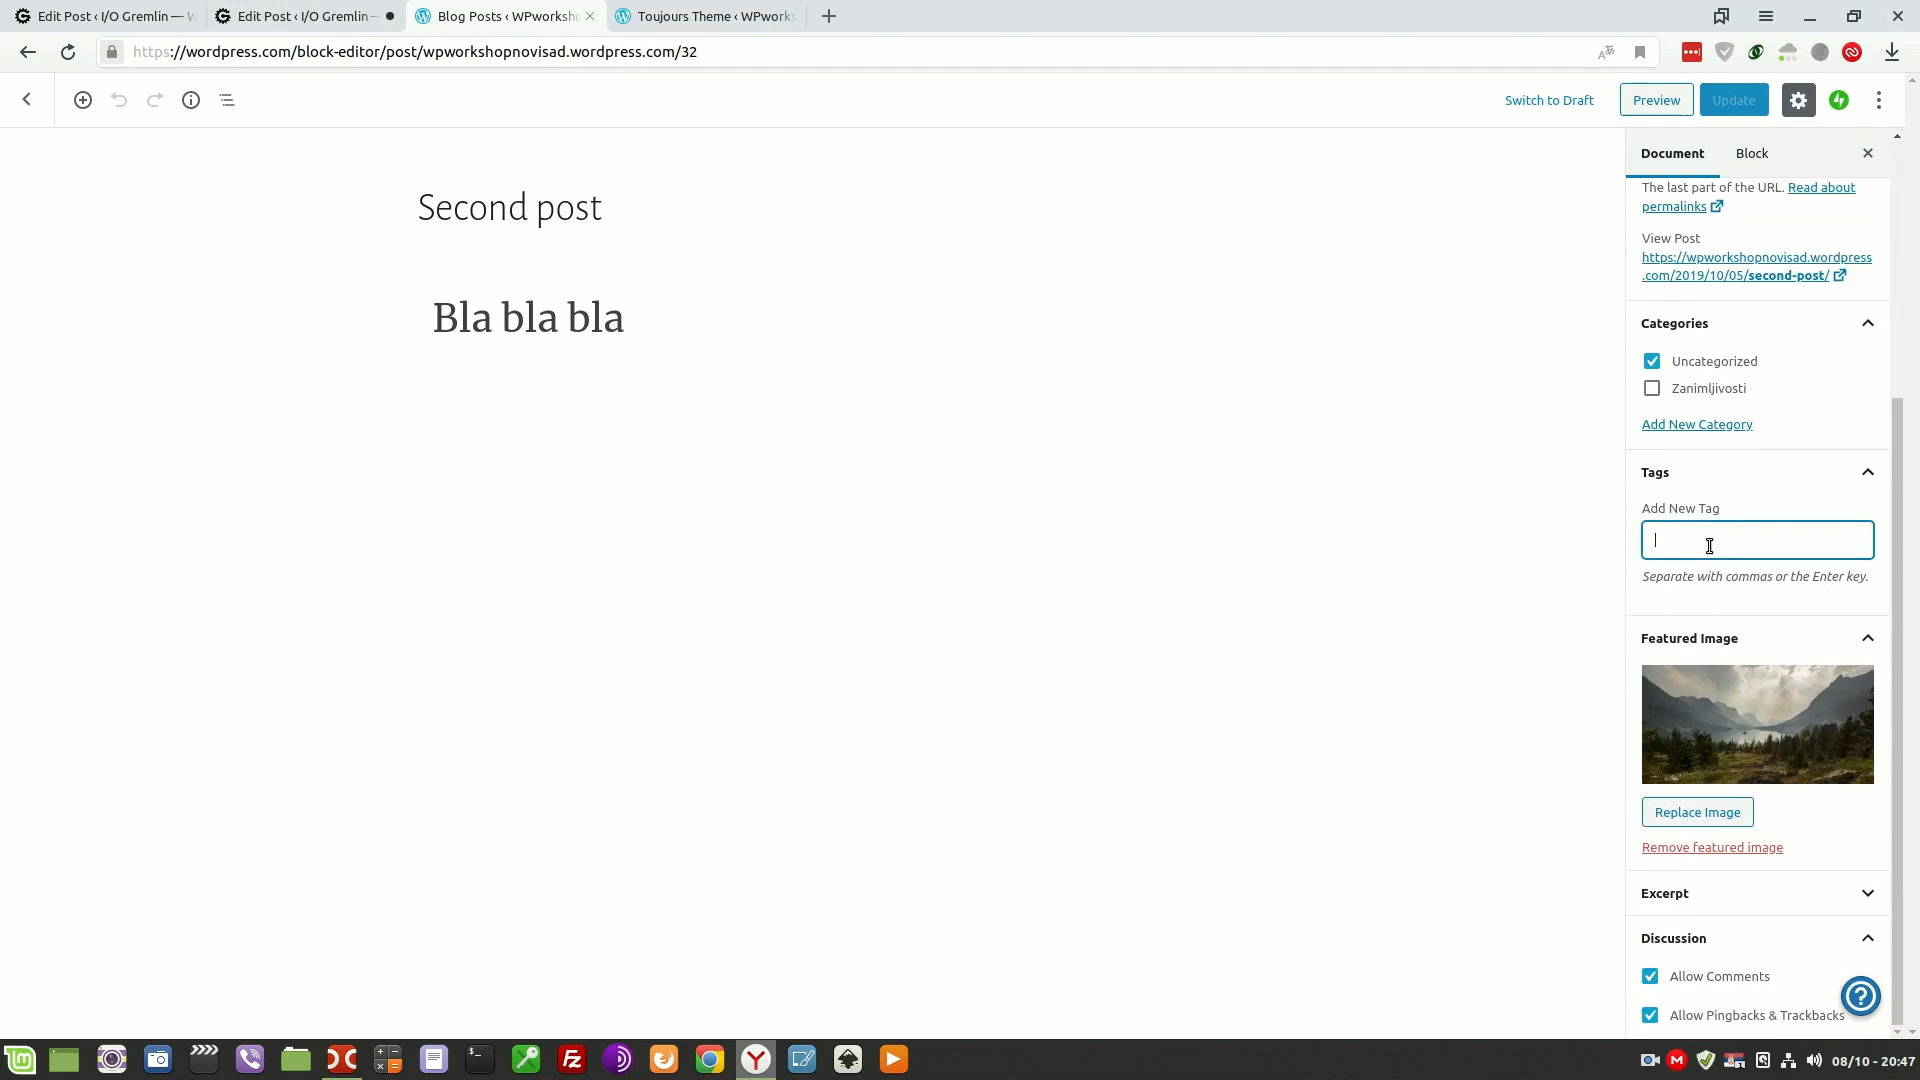 Edit Post ‹ I/O Gremlin — W
Edit Post ‹ I/O Gremlin —
Blog Posts ‹ WPworksho
Toujours Theme ‹ WPworks
https://wordpress.com/block-editor/post/wpworkshopnovisad.wordpress.com/32
Switch to Draft
Preview
Update
Document
Block
Second post
Bla bla bla
The last part of the URL. Read about
permalinks
View Post
https://wpworkshopnovisad.wordpress
.com/2019/10/05/second-post/
Categories
Uncategorized
Zanimljivosti
Add New Category
Tags
Add New Tag
Separate with commas or the Enter key.
Featured Image
Replace Image
Remove featured image
Excerpt
Discussion
Allow Comments
Allow Pingbacks & Trackbacks
08/10 - 20:47